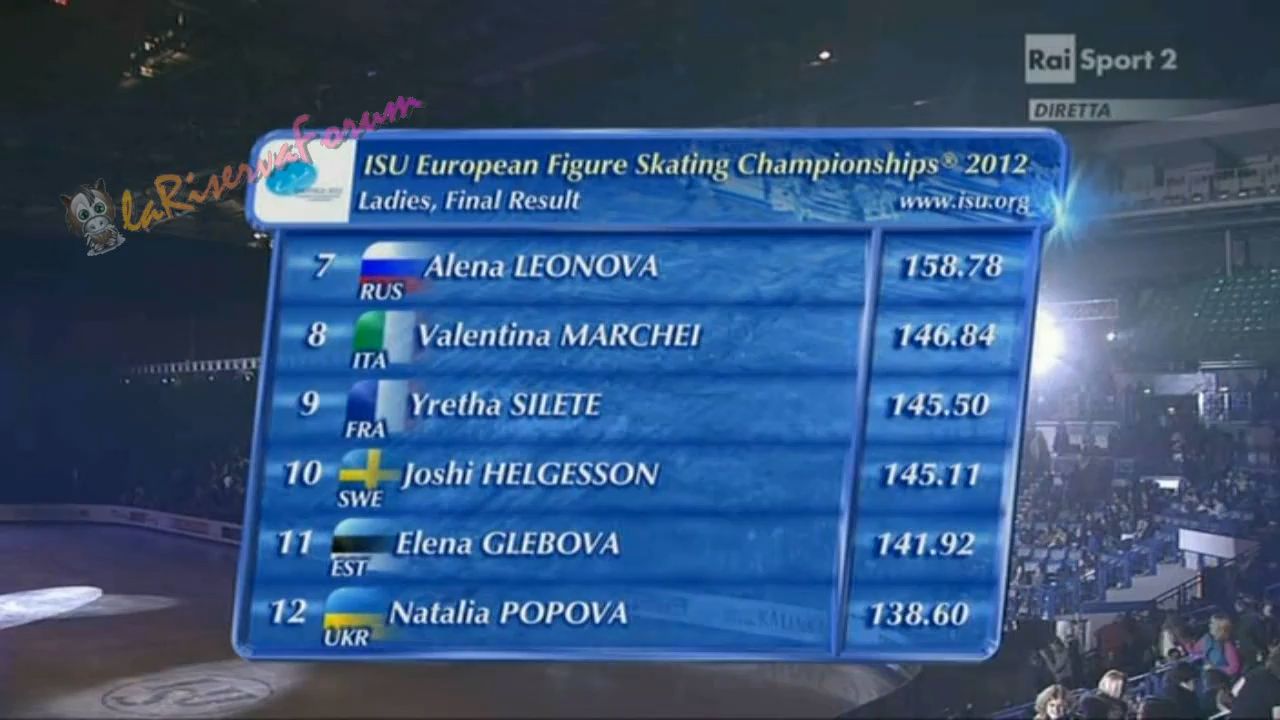 Rai Sport 2
DIRETTA
laRiservaForum
ISU European Figure Skating Championships® 2012
Ladies, Final Result
www.isu.org
7 RUS Alena LEONOVA 158.78
8 ITA Valentina MARCHEI 146.84
9 FRA Yretha SILETE 145.50
10 SWE Joshi HELGESSON 145.11
11 EST Elena GLEBOVA 141.92
12 UKR Natalia POPOVA 138.60
ISU